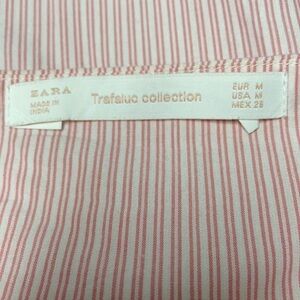 ZARA
MADE IN
INDIA
Trafaluc collection
EUR M
USA M
MEX 28